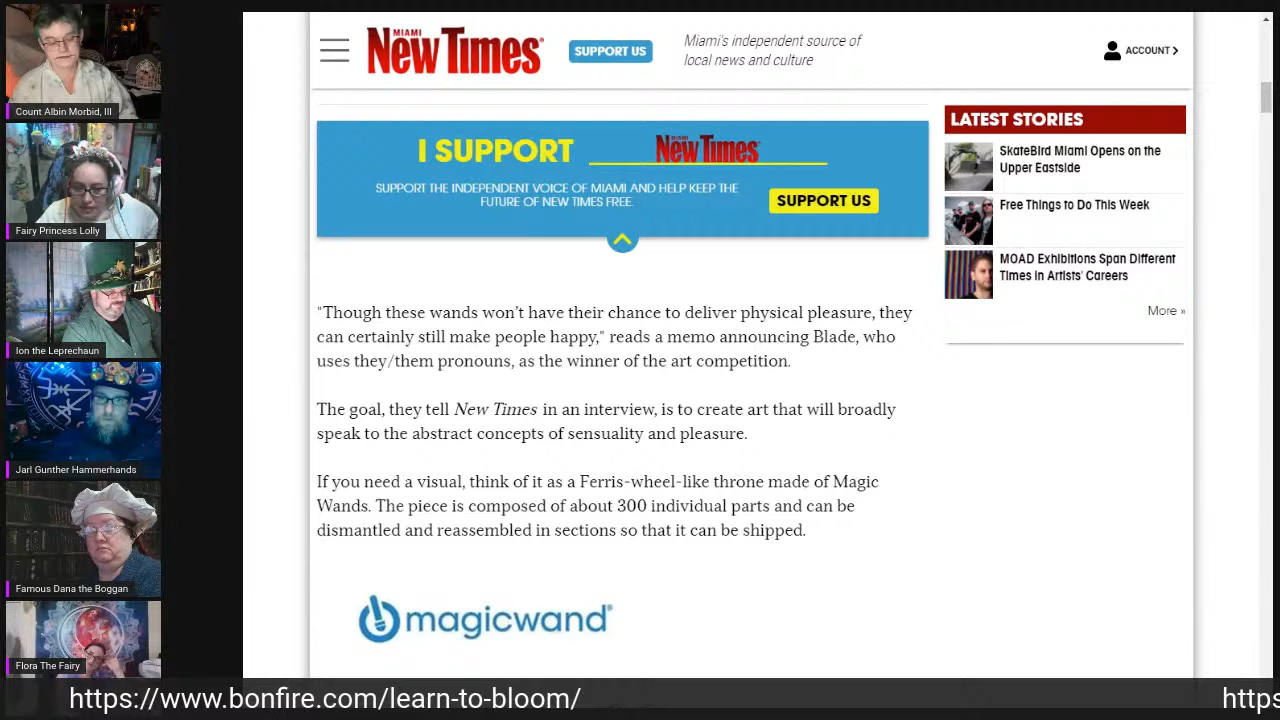 Count Albin Morbid, III
Fairy Princess Lolly
Ion the Leprechaun
Jarl Gunther Hammerhands
Famous Dana the Boggan
Flora The Fairy
MIAMI
New Times
SUPPORT US
Miami's independent source of
local news and culture
ACCOUNT
I SUPPORT
MIAMI
New Times
SUPPORT THE INDEPENDENT VOICE OF MIAMI AND HELP KEEP THE
FUTURE OF NEW TIMES FREE.
SUPPORT US
"Though these wands won't have their chance to deliver physical pleasure, they
can certainly still make people happy," reads a memo announcing Blade, who
uses they/them pronouns, as the winner of the art competition.
The goal, they tell New Times in an interview, is to create art that will broadly
speak to the abstract concepts of sensuality and pleasure.
If you need a visual, think of it as a Ferris-wheel-like throne made of Magic
Wands. The piece is composed of about 300 individual parts and can be
dismantled and reassembled in sections so that it can be shipped.
magicwand®
LATEST STORIES
SkateBird Miami Opens on the
Upper Eastside
Free Things to Do This Week
MOAD Exhibitions Span Different
Times in Artists' Careers
More »
https://www.bonfire.com/learn-to-bloom/
https